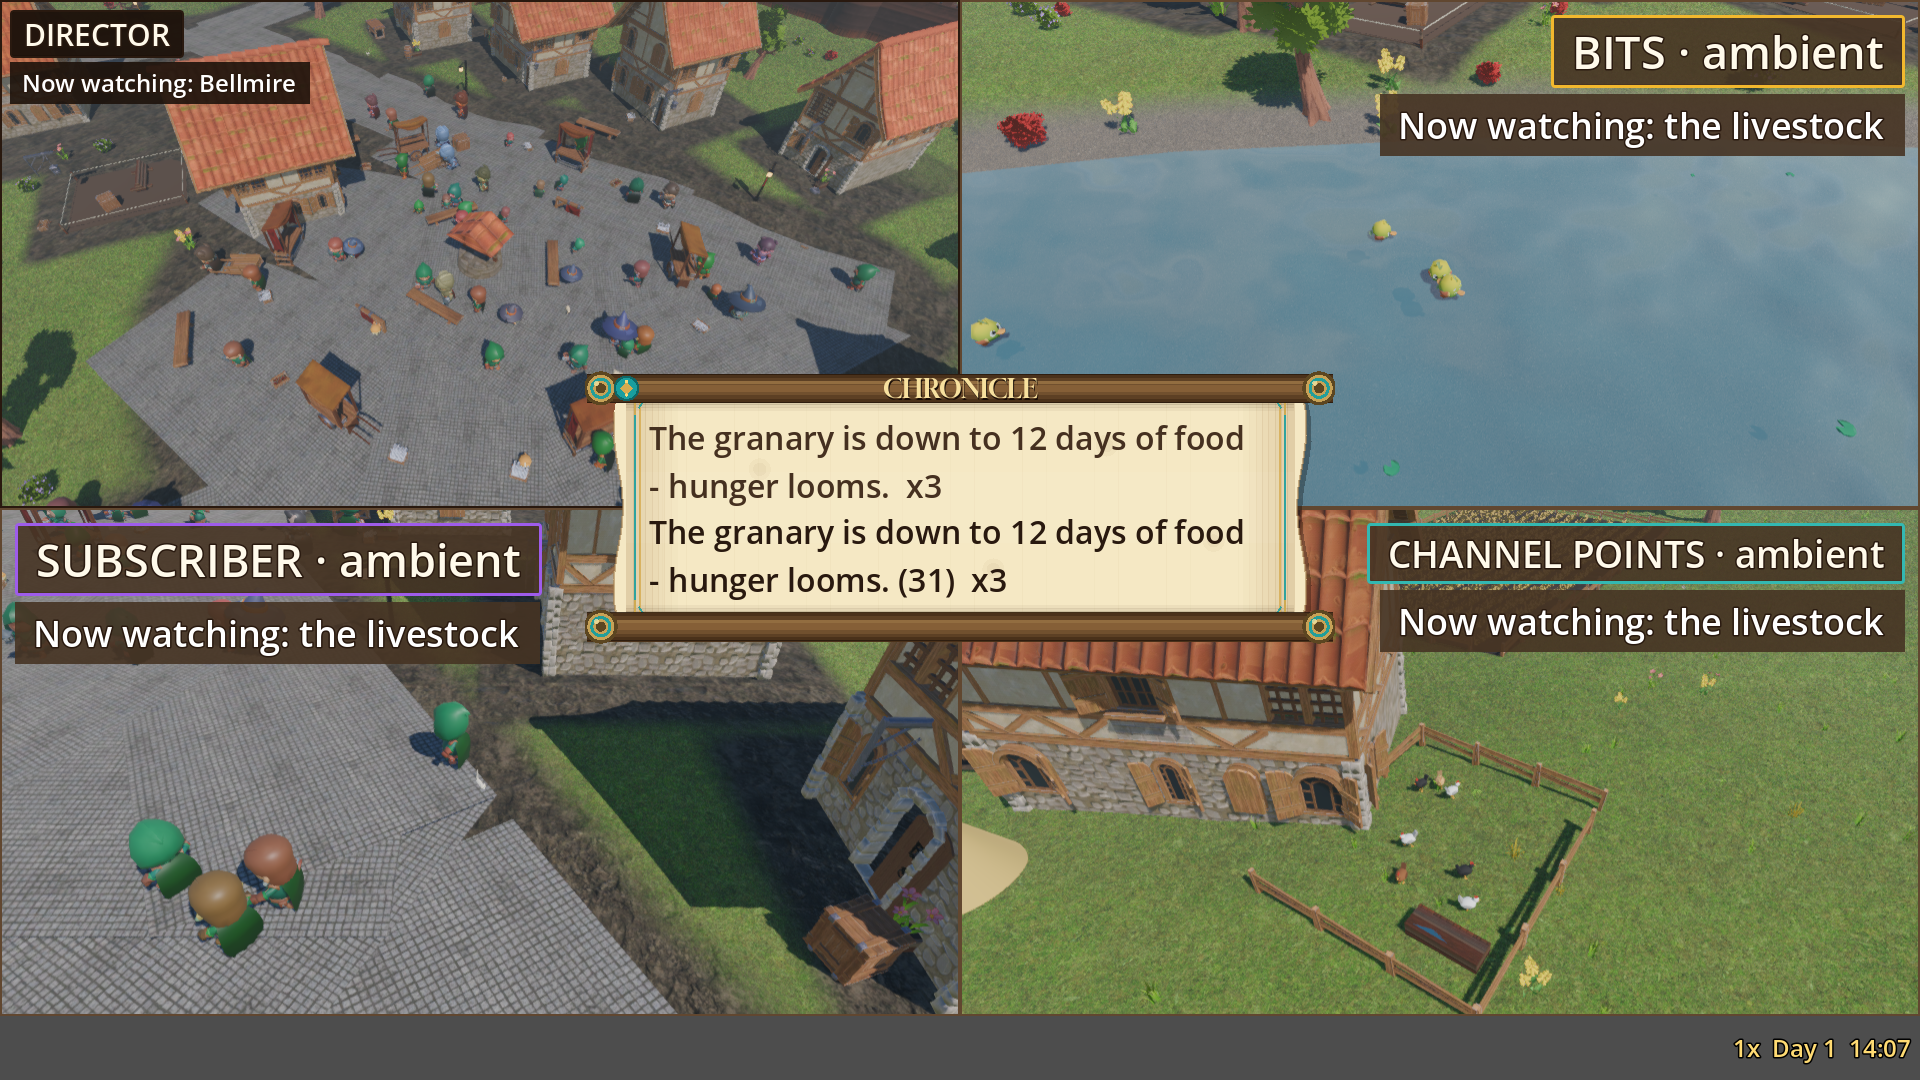 DIRECTOR
Now watching: Bellmire
BITS · ambient
Now watching: the livestock
CHRONICLE
The granary is down to 12 days of food
- hunger looms.  x3
The granary is down to 12 days of food
- hunger looms. (31)  x3
SUBSCRIBER · ambient
Now watching: the livestock
CHANNEL POINTS · ambient
Now watching: the livestock
1x  Day 1  14:07